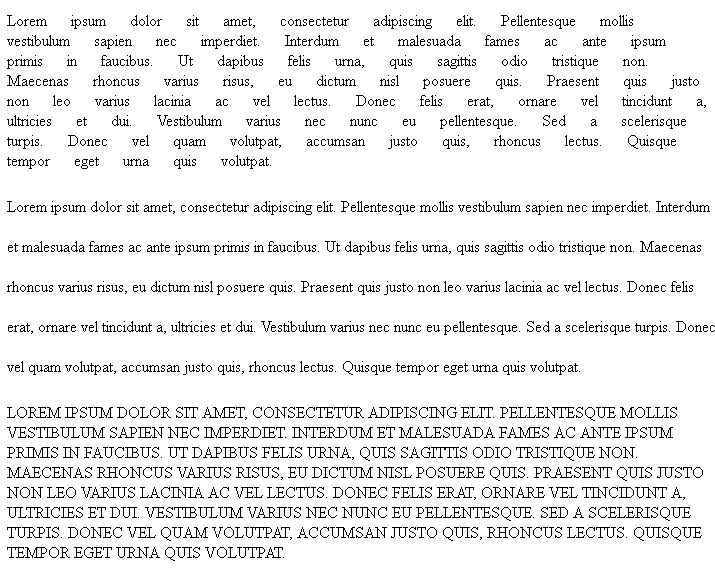 Lorem ipsum dolor sit amet, consectetur adipiscing elit. Pellentesque mollis
vestibulum sapien nec imperdiet. Interdum et malesuada fames ac ante ipsum
primis in faucibus. Ut dapibus felis urna, quis sagittis odio tristique non.
Maecenas rhoncus varius risus, eu dictum nisl posuere quis. Praesent quis justo
non leo varius lacinia ac vel lectus. Donec felis erat, ornare vel tincidunt a,
ultricies et dui. Vestibulum varius nec nunc eu pellentesque. Sed a scelerisque
turpis. Donec vel quam volutpat, accumsan justo quis, rhoncus lectus. Quisque
tempor eget urna quis volutpat.
Lorem ipsum dolor sit amet, consectetur adipiscing elit. Pellentesque mollis vestibulum sapien nec imperdiet. Interdum
et malesuada fames ac ante ipsum primis in faucibus. Ut dapibus felis urna, quis sagittis odio tristique non. Maecenas
rhoncus varius risus, eu dictum nisl posuere quis. Praesent quis justo non leo varius lacinia ac vel lectus. Donec felis
erat, ornare vel tincidunt a, ultricies et dui. Vestibulum varius nec nunc eu pellentesque. Sed a scelerisque turpis. Donec
vel quam volutpat, accumsan justo quis, rhoncus lectus. Quisque tempor eget urna quis volutpat.
LOREM IPSUM DOLOR SIT AMET, CONSECTETUR ADIPISCING ELIT. PELLENTESQUE MOLLIS
VESTIBULUM SAPIEN NEC IMPERDIET. INTERDUM ET MALESUADA FAMES AC ANTE IPSUM
PRIMIS IN FAUCIBUS. UT DAPIBUS FELIS URNA, QUIS SAGITTIS ODIO TRISTIQUE NON.
MAECENAS RHONCUS VARIUS RISUS, EU DICTUM NISL POSUERE QUIS. PRAESENT QUIS JUSTO
NON LEO VARIUS LACINIA AC VEL LECTUS. DONEC FELIS ERAT, ORNARE VEL TINCIDUNT A,
ULTRICIES ET DUI. VESTIBULUM VARIUS NEC NUNC EU PELLENTESQUE. SED A SCELERISQUE
TURPIS. DONEC VEL QUAM VOLUTPAT, ACCUMSAN JUSTO QUIS, RHONCUS LECTUS. QUISQUE
TEMPOR EGET URNA QUIS VOLUTPAT.